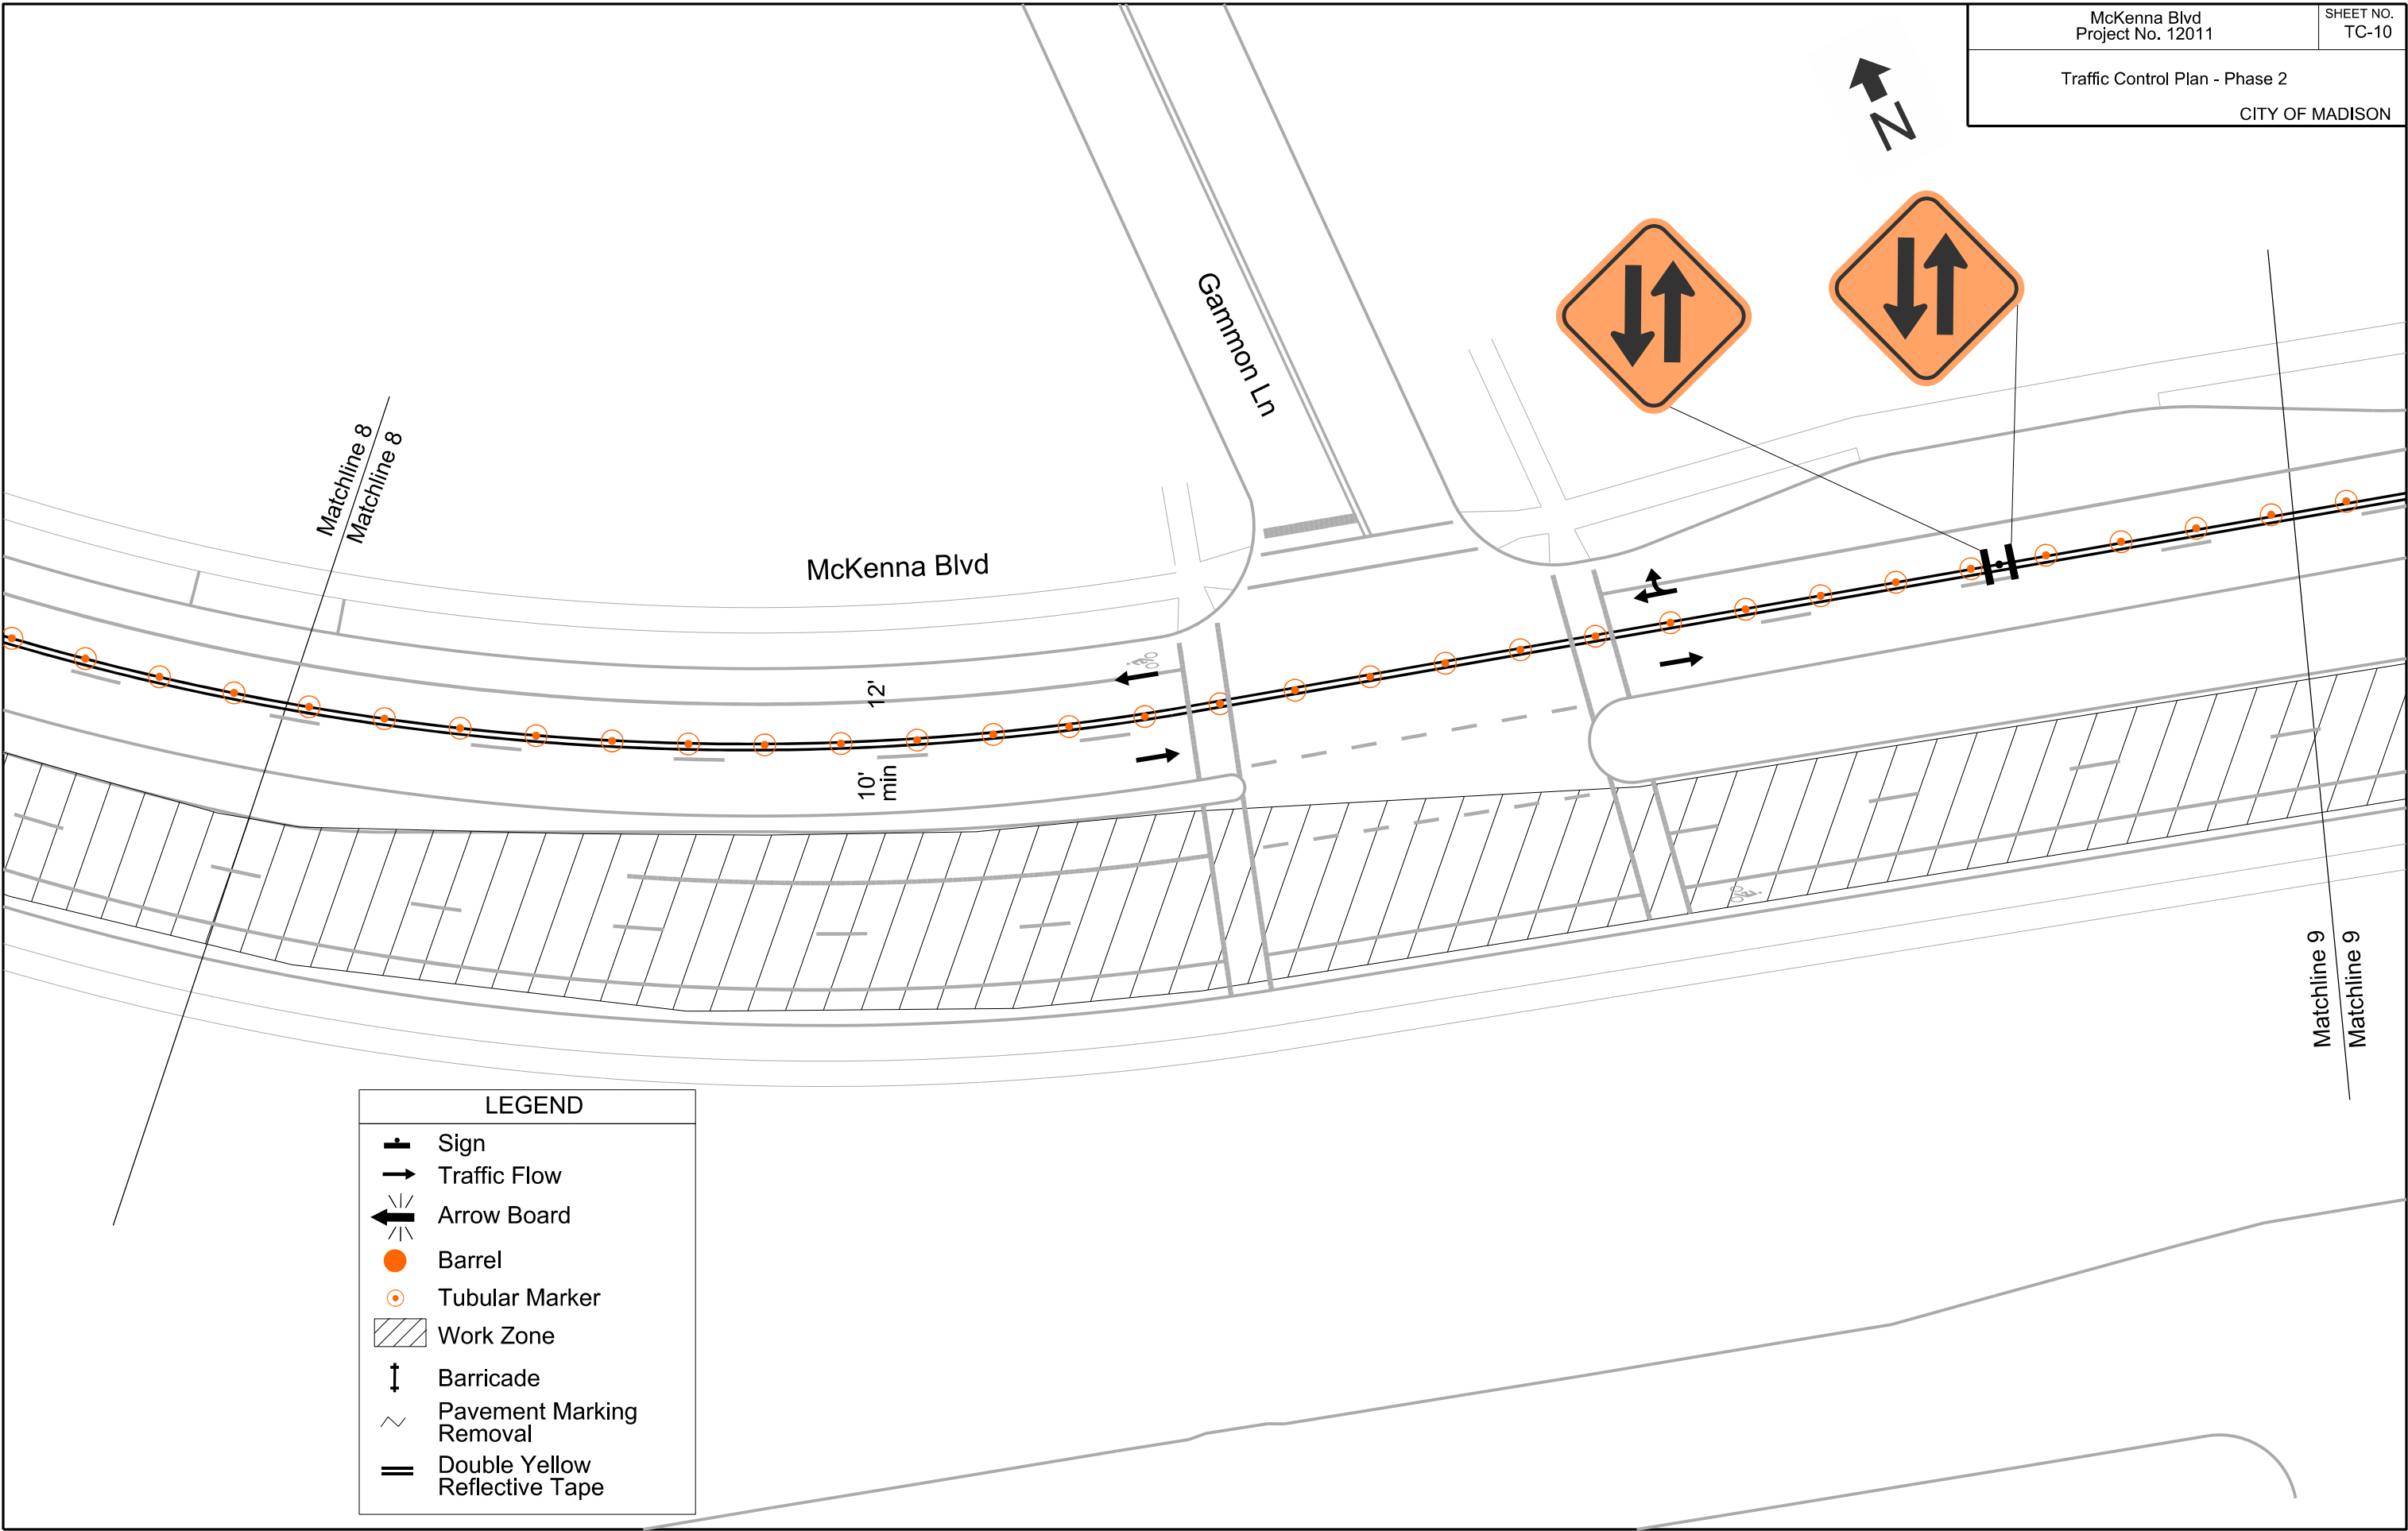 McKenna Blvd
Project No. 12011
SHEET NO.
TC-10
Traffic Control Plan - Phase 2
CITY OF MADISON
N
Gammon Ln
Matchline 8
Matchline 8
McKenna Blvd
12'
10'
min
Matchline 9
Matchline 9
LEGEND
Sign
Traffic Flow
Arrow Board
Barrel
Tubular Marker
Work Zone
Barricade
Pavement Marking
Removal
Double Yellow
Reflective Tape